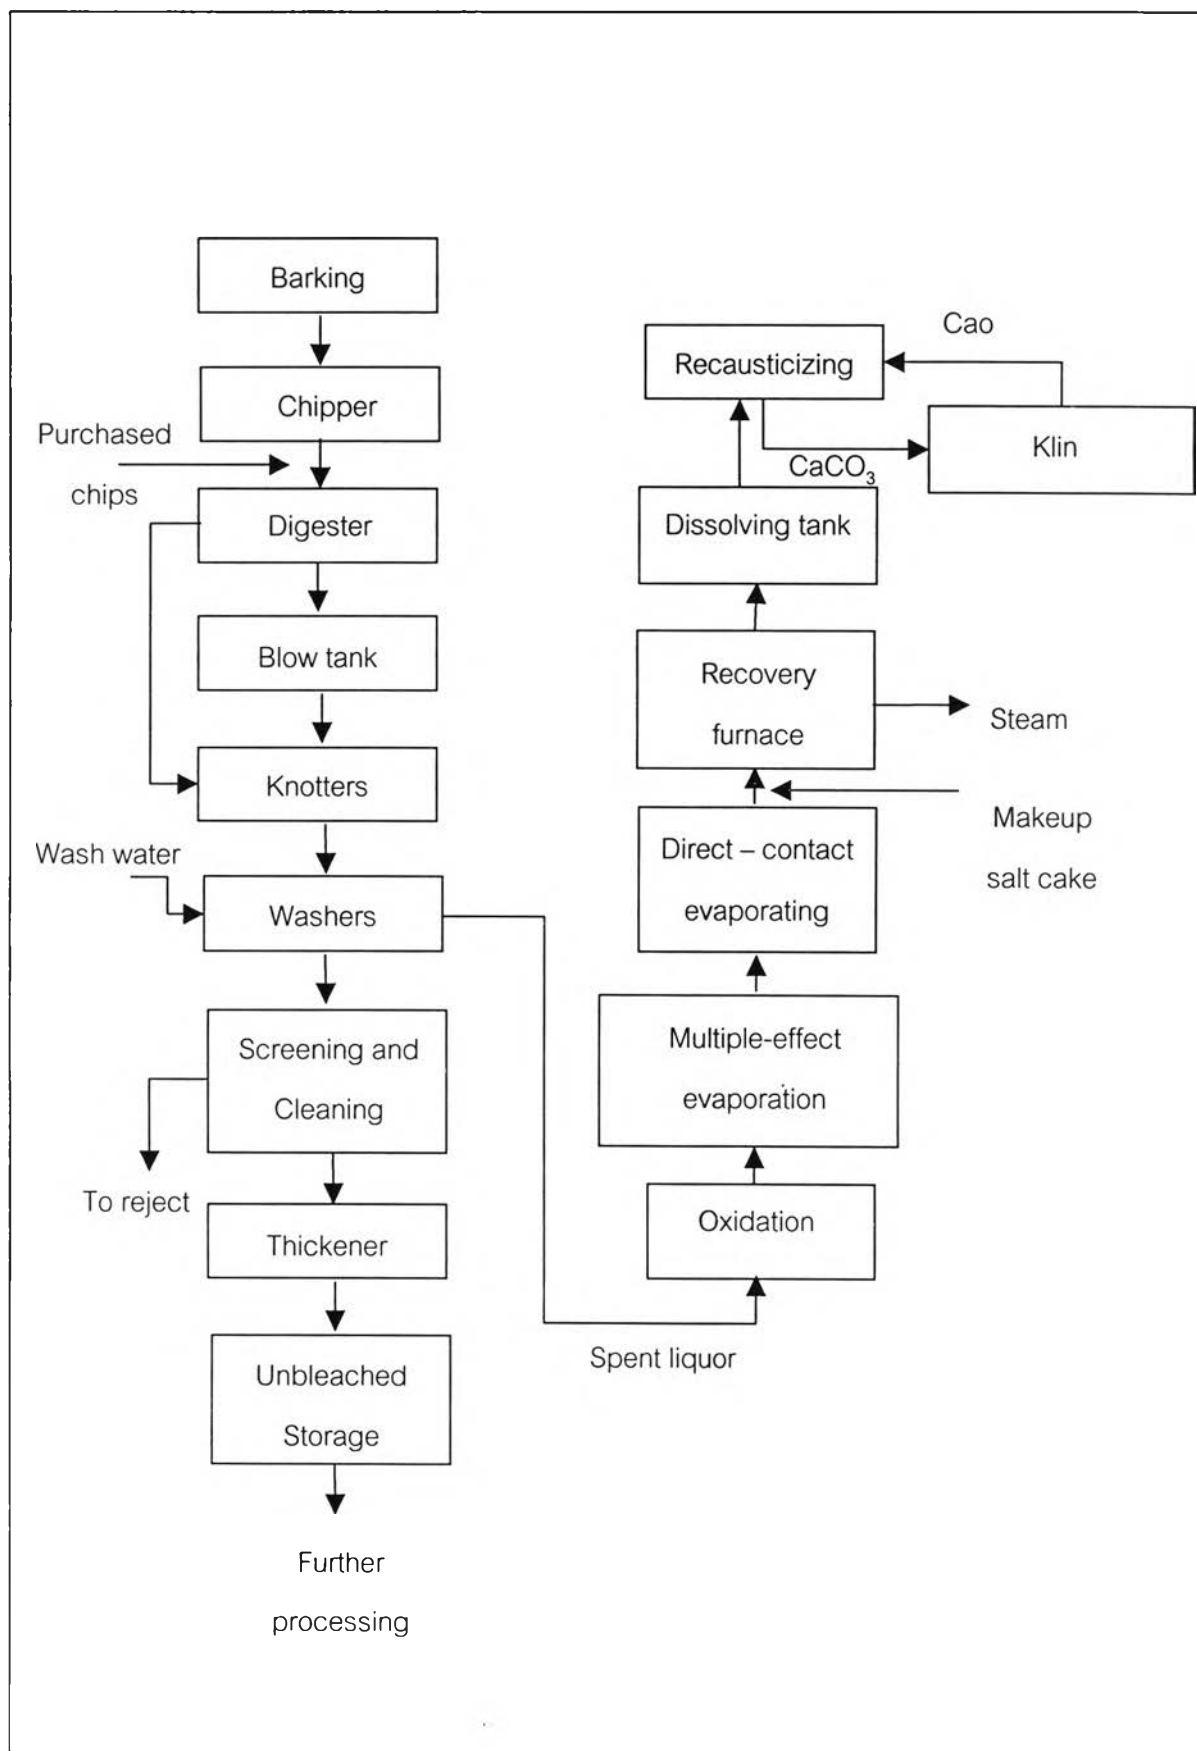 Barking
Chipper
Purchased
chips
Digester
Blow tank
Knotters
Wash water
Washers
Screening and
Cleaning
To reject
Thickener
Unbleached
Storage
Further
processing
Cao
Recausticizing
Klin
CaCO₃
Dissolving tank
Recovery
furnace
Steam
Makeup
salt cake
Direct – contact
evaporating
Multiple-effect
evaporation
Oxidation
Spent liquor